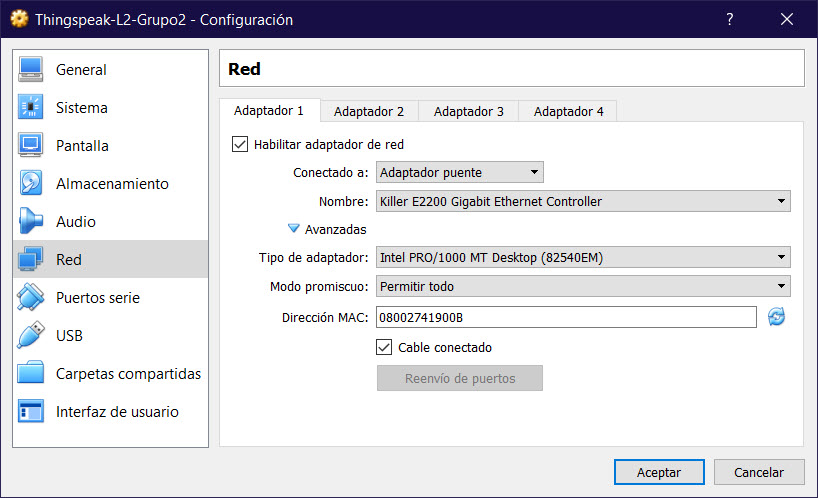 Thingspeak-L2-Grupo2 - Configuración
General
Sistema
Pantalla
Almacenamiento
Audio
Red
Puertos serie
USB
Carpetas compartidas
Interfaz de usuario
Red
Adaptador 1 Adaptador 2 Adaptador 3 Adaptador 4
Habilitar adaptador de red
Conectado a: Adaptador puente
Nombre: Killer E2200 Gigabit Ethernet Controller
Avanzadas
Tipo de adaptador: Intel PRO/1000 MT Desktop (82540EM)
Modo promiscuo: Permitir todo
Dirección MAC: 08002741900B
Cable conectado
Reenvío de puertos
Aceptar Cancelar